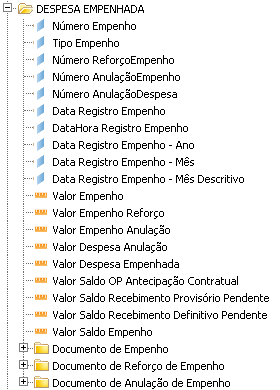 DESPESA EMPENHADA
Número Empenho
Tipo Empenho
Número ReforçoEmpenho
Número AnulaçãoEmpenho
Número AnulaçãoDespesa
Data Registro Empenho
DataHora Registro Empenho
Data Registro Empenho - Ano
Data Registro Empenho - Mês
Data Registro Empenho - Mês Descritivo
Valor Empenho
Valor Empenho Reforço
Valor Empenho Anulação
Valor Despesa Anulação
Valor Despesa Empenhada
Valor Saldo OP Antecipação Contratual
Valor Saldo Recebimento Provisório Pendente
Valor Saldo Recebimento Definitivo Pendente
Valor Saldo Empenho
Documento de Empenho
Documento de Reforço de Empenho
Documento de Anulação de Empenho